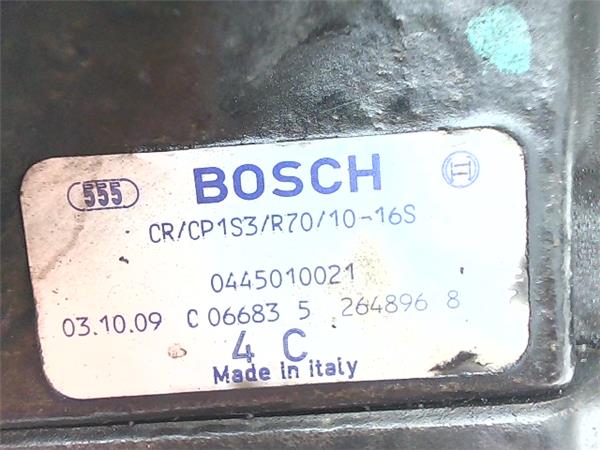 555 BOSCH
CR/CP1S3/R70/10-16S
0445010021
03.10.09 C 06683 5 264896 8
4 C
Made in Italy